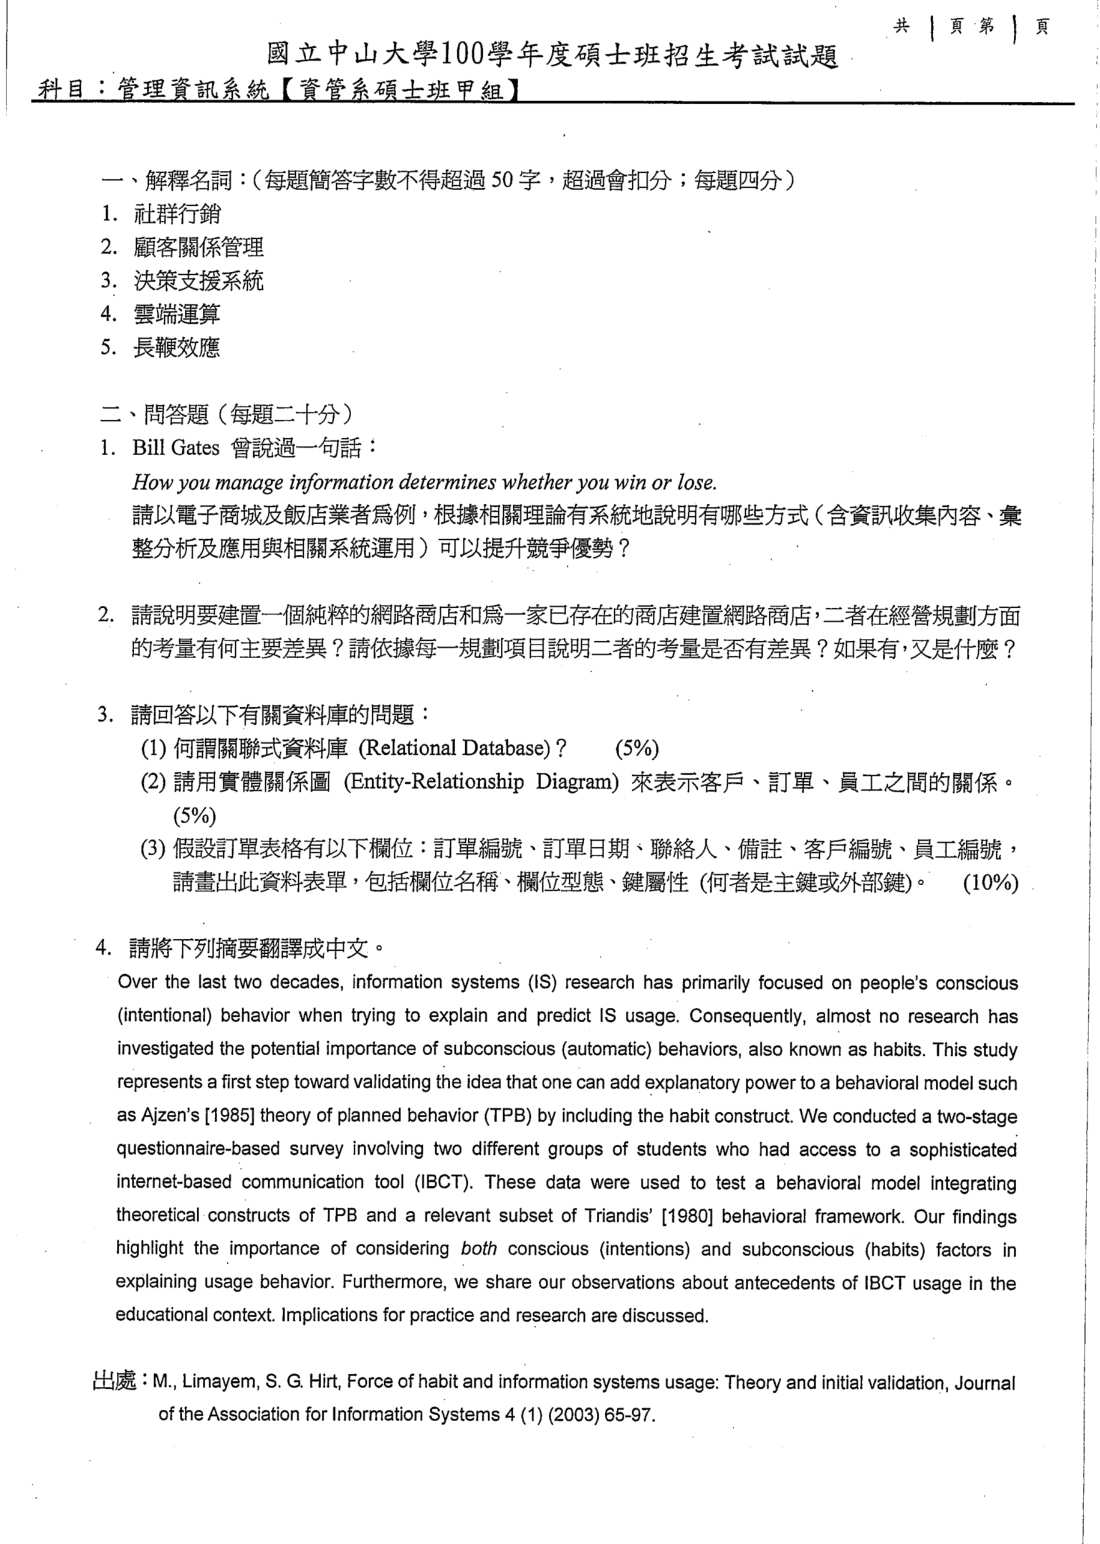 共 1 頁第 1 頁
國立中山大學100學年度碩士班招生考試試題
科目：管理資訊系統【資管系碩士班甲組】
一、解釋名詞：（每題簡答字數不得超過 50 字，超過會扣分；每題四分）
1. 社群行銷
2. 顧客關係管理
3. 決策支援系統
4. 雲端運算
5. 長鞭效應
二、問答題（每題二十分）
1. Bill Gates 曾說過一句話：
How you manage information determines whether you win or lose.
請以電子商城及飯店業者為例，根據相關理論有系統地說明有哪些方式（含資訊收集內容、彙
整分析及應用與相關系統運用）可以提升競爭優勢？
2. 請說明要建置一個純粹的網路商店和為一家已存在的商店建置網路商店，二者在經營規劃方面
的考量有何主要差異？請依據每一規劃項目說明二者的考量是否有差異？如果有，又是什麼？
3. 請回答以下有關資料庫的問題：
(1) 何謂關聯式資料庫 (Relational Database)？ (5%)
(2) 請用實體關係圖 (Entity-Relationship Diagram) 來表示客戶、訂單、員工之間的關係。
(5%)
(3) 假設訂單表格有以下欄位：訂單編號、訂單日期、聯絡人、備註、客戶編號、員工編號，
請畫出此資料表單，包括欄位名稱、欄位型態、鍵屬性 (何者是主鍵或外部鍵)。 (10%)
4. 請將下列摘要翻譯成中文。
Over the last two decades, information systems (IS) research has primarily focused on people's conscious
(intentional) behavior when trying to explain and predict IS usage. Consequently, almost no research has
investigated the potential importance of subconscious (automatic) behaviors, also known as habits. This study
represents a first step toward validating the idea that one can add explanatory power to a behavioral model such
as Ajzen's [1985] theory of planned behavior (TPB) by including the habit construct. We conducted a two-stage
questionnaire-based survey involving two different groups of students who had access to a sophisticated
internet-based communication tool (IBCT). These data were used to test a behavioral model integrating
theoretical constructs of TPB and a relevant subset of Triandis' [1980] behavioral framework. Our findings
highlight the importance of considering both conscious (intentions) and subconscious (habits) factors in
explaining usage behavior. Furthermore, we share our observations about antecedents of IBCT usage in the
educational context. Implications for practice and research are discussed.
出處：M., Limayem, S. G. Hirt, Force of habit and information systems usage: Theory and initial validation, Journal
of the Association for Information Systems 4 (1) (2003) 65-97.